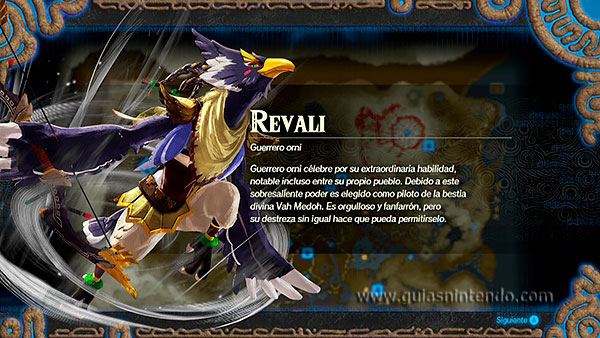 REVALI
Guerrero orni
Guerrero orni célebre por su extraordinaria habilidad,
notable incluso entre su propio pueblo. Debido a este
sobresaliente poder es elegido como piloto de la bestia
divina Vah Medoh. Es orgulloso y fanfarrón, pero
su destreza sin igual hace que pueda permitírselo.
www.guiasnintendo.com
Siguiente A